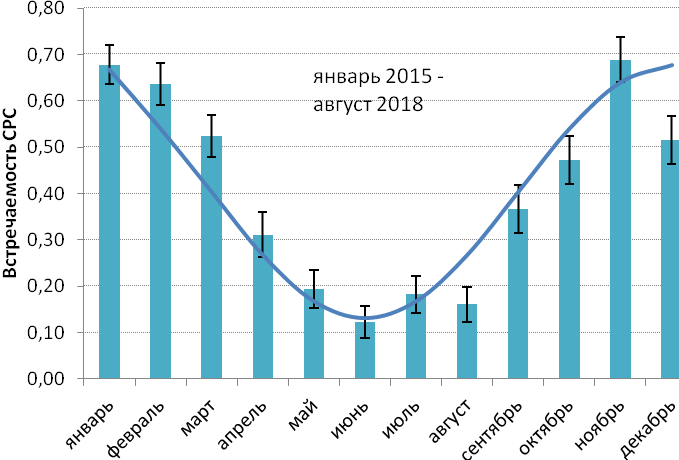 0,80
0,70
0,60
0,50
0,40
0,30
0,20
0,10
0,00
Встречаемость СРС
январь 2015 -
август 2018
январь
февраль
март
апрель
май
июнь
июль
август
сентябрь
октябрь
ноябрь
декабрь